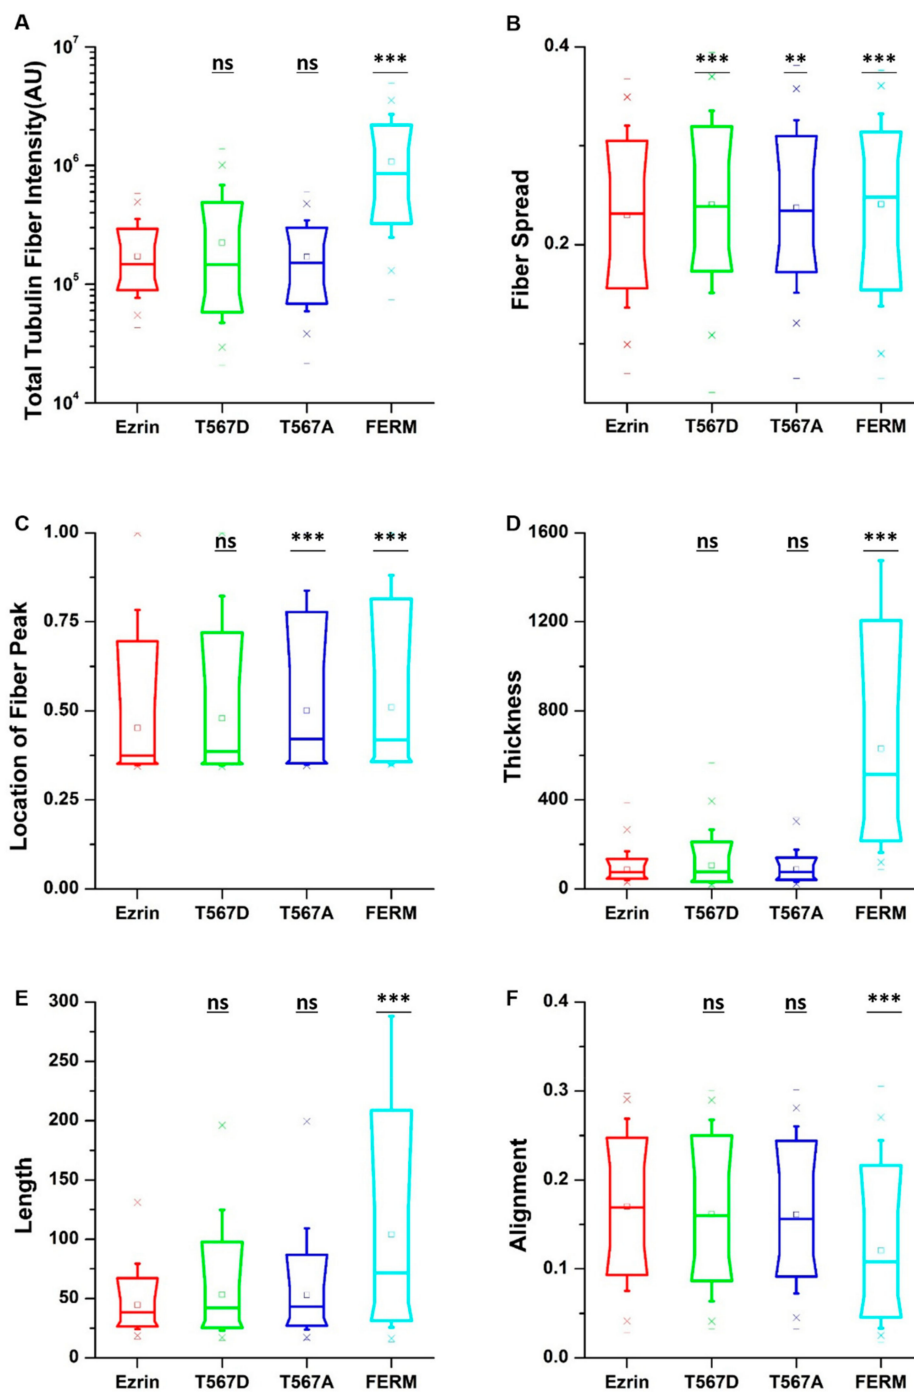 A
Total Tubulin Fiber Intensity(AU)
10^7
10^6
10^5
10^4
ns
ns
***
Ezrin
T567D
T567A
FERM
B
Fiber Spread
0.4
0.2
***
**
***
Ezrin
T567D
T567A
FERM
C
Location of Fiber Peak
1.00
0.75
0.50
0.25
0.00
ns
***
***
Ezrin
T567D
T567A
FERM
D
Thickness
1600
1200
800
400
0
ns
ns
***
Ezrin
T567D
T567A
FERM
E
Length
300
250
200
150
100
50
0
ns
ns
***
Ezrin
T567D
T567A
FERM
F
Alignment
0.4
0.3
0.2
0.1
0.0
ns
ns
***
Ezrin
T567D
T567A
FERM